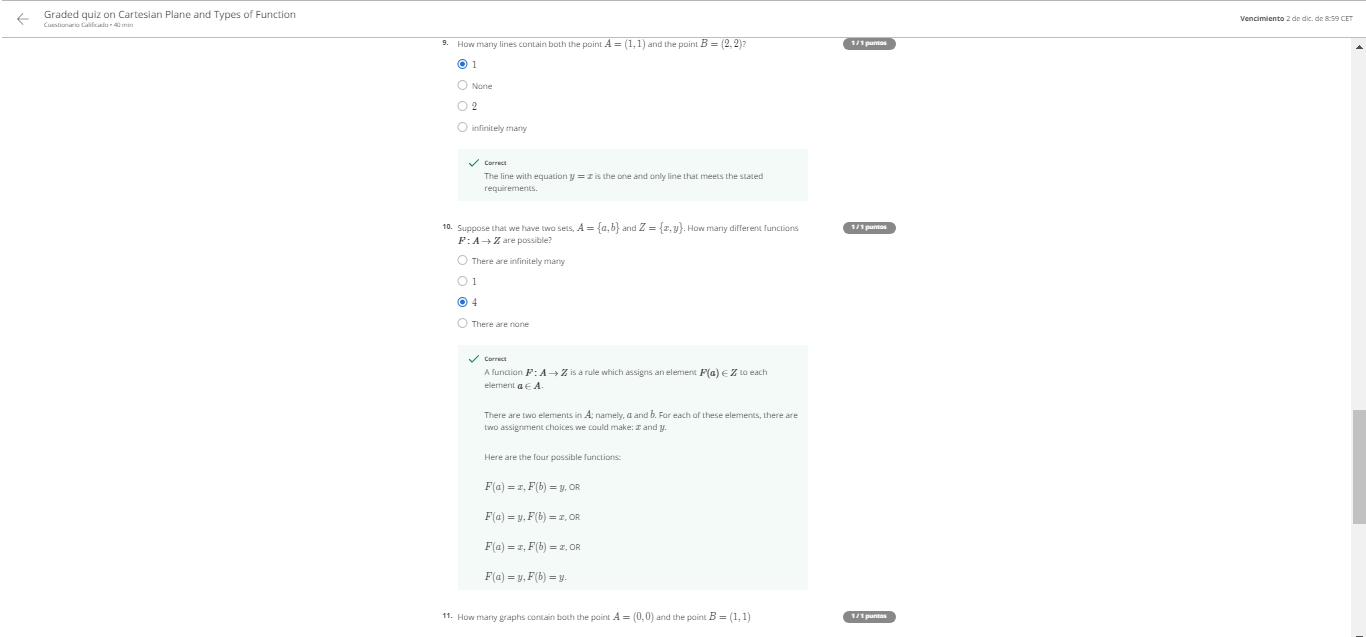 Graded quiz on Cartesian Plane and Types of Function
Cuestionario Calificado • 40 min
Vencimiento 2 de dic. de 8:59 CET
9. How many lines contain both the point A = (1, 1) and the point B = (2, 2)?
1 / 1 puntos
1
None
2
infinitely many
Correct
The line with equation y = x is the one and only line that meets the stated
requirements.
10. Suppose that we have two sets, A = {a, b} and Z = {x, y}. How many different functions
F : A → Z are possible?
1 / 1 puntos
There are infinitely many
1
4
There are none
Correct
A function F : A → Z is a rule which assigns an element F(a) ∈ Z to each
element a ∈ A.
There are two elements in A; namely, a and b. For each of these elements, there are
two assignment choices we could make: x and y.
Here are the four possible functions:
F(a) = x, F(b) = y, OR
F(a) = y, F(b) = x, OR
F(a) = x, F(b) = x, OR
F(a) = y, F(b) = y.
11. How many graphs contain both the point A = (0, 0) and the point B = (1, 1)
1 / 1 puntos